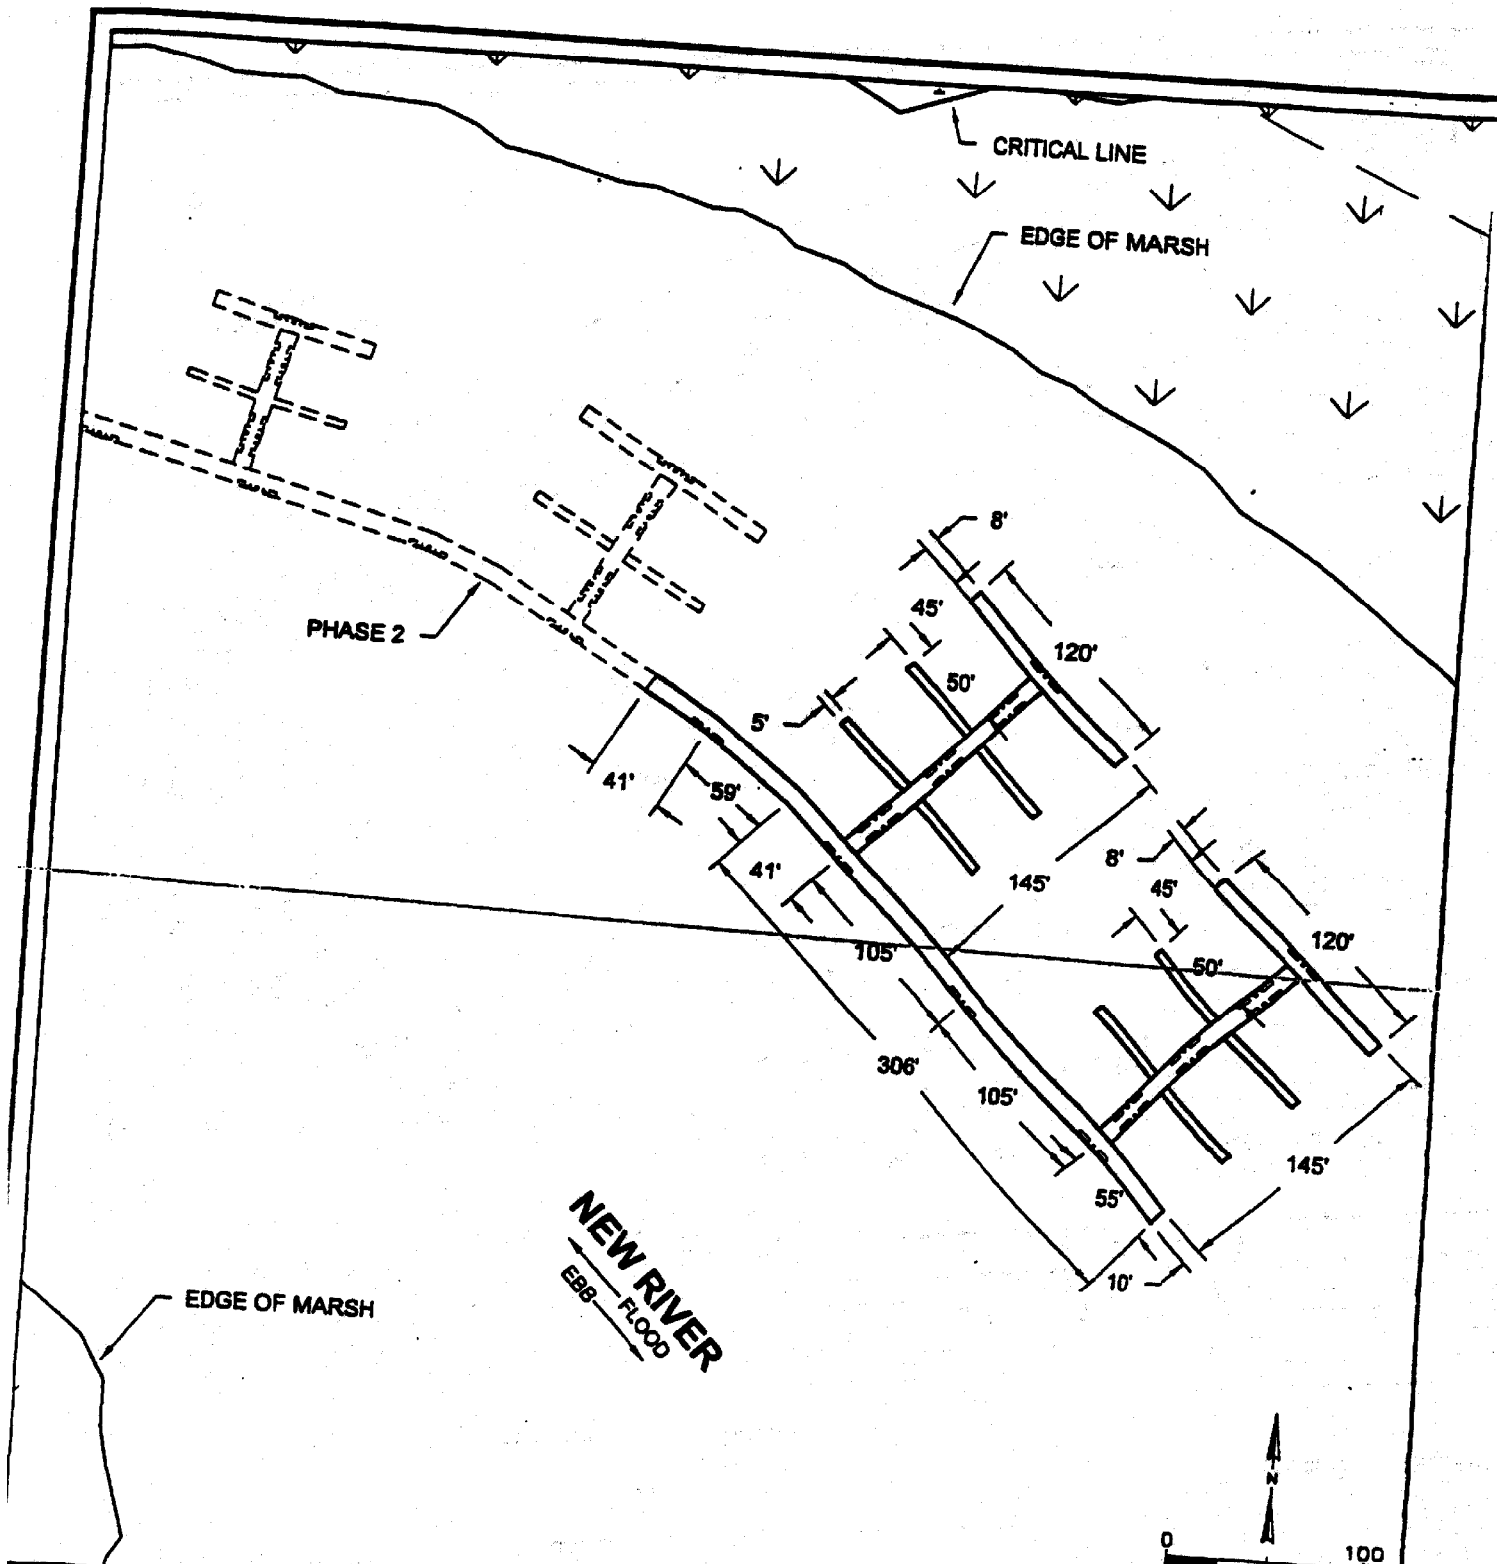 CRITICAL LINE
EDGE OF MARSH
8'
45'
PHASE 2
120'
50'
5'
41'
59'
8'
41'
145'
45'
120'
105'
50'
306'
105'
145'
55'
NEW RIVER
FLOOD
EBB
10'
EDGE OF MARSH
N
0
100